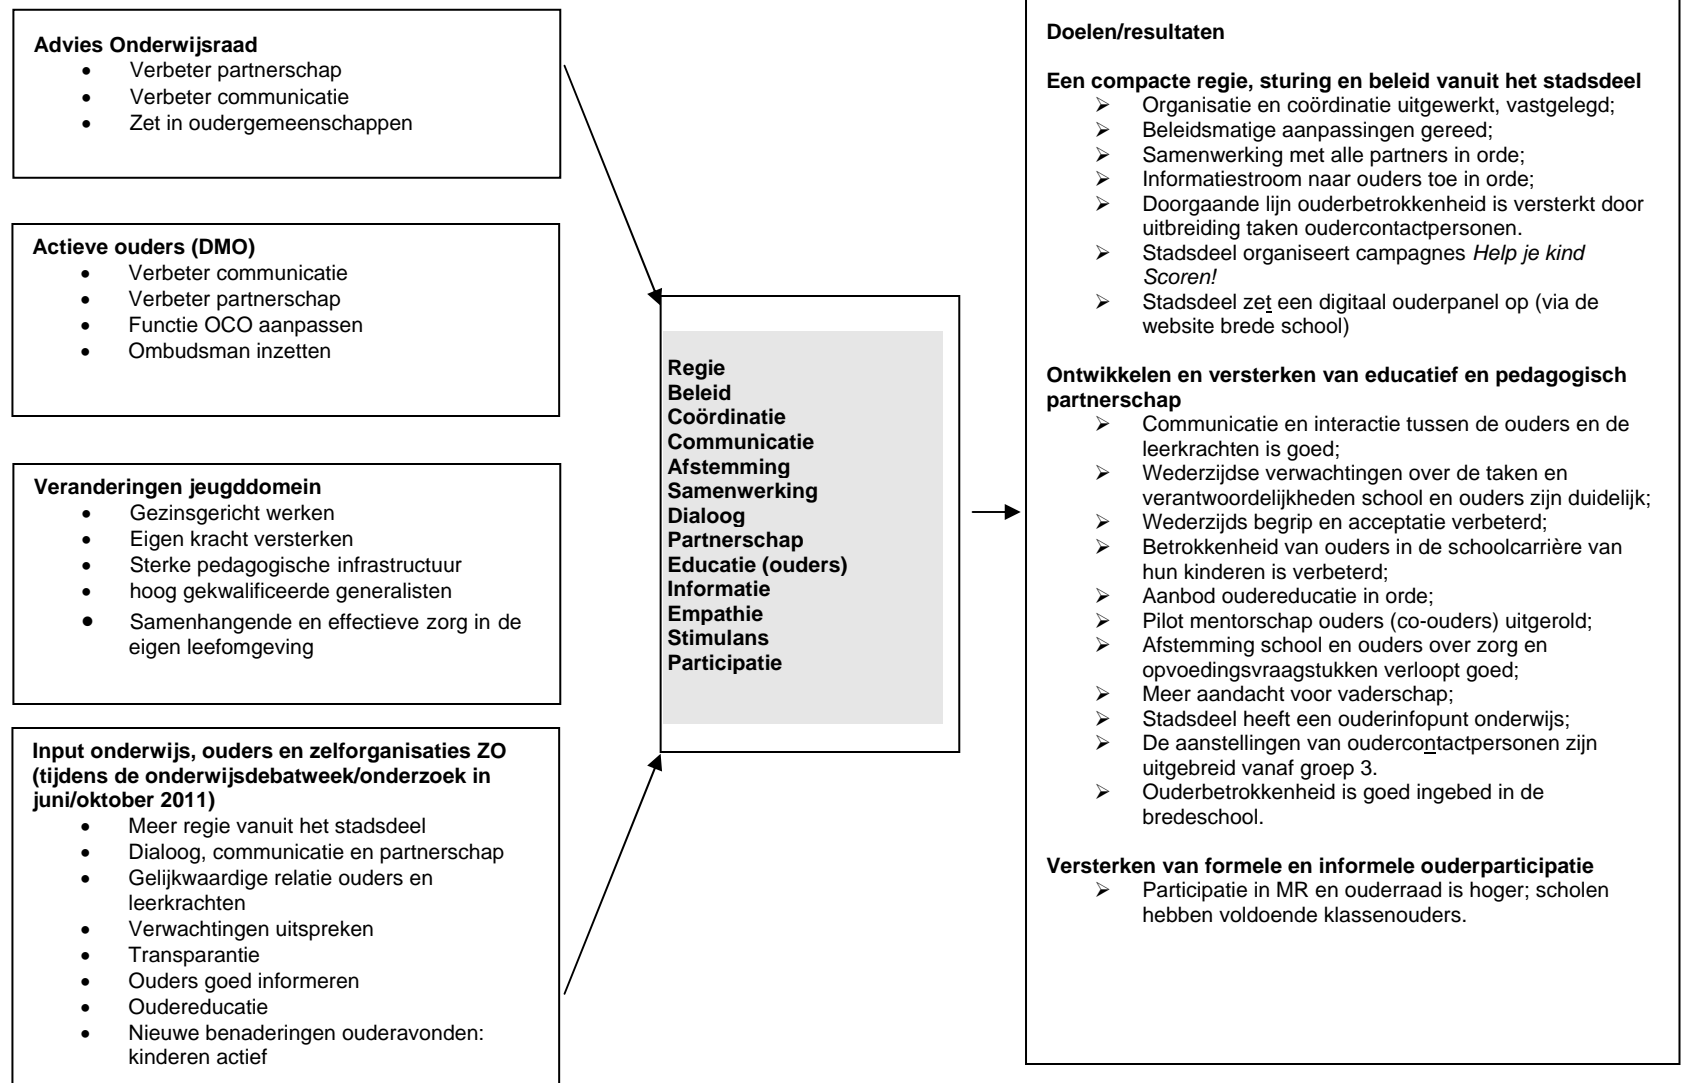 Advies Onderwijsraad
• Verbeter partnerschap
• Verbeter communicatie
• Zet in oudergemeenschappen
Actieve ouders (DMO)
• Verbeter communicatie
• Verbeter partnerschap
• Functie OCO aanpassen
• Ombudsman inzetten
Veranderingen jeugddomein
• Gezinsgericht werken
• Eigen kracht versterken
• Sterke pedagogische infrastructuur
• hoog gekwalificeerde generalisten
• Samenhangende en effectieve zorg in de
eigen leefomgeving
Input onderwijs, ouders en zelforganisaties ZO
(tijdens de onderwijsdebatweek/onderzoek in
juni/oktober 2011)
• Meer regie vanuit het stadsdeel
• Dialoog, communicatie en partnerschap
• Gelijkwaardige relatie ouders en
leerkrachten
• Verwachtingen uitspreken
• Transparantie
• Ouders goed informeren
• Oudereducatie
• Nieuwe benaderingen ouderavonden:
kinderen actief
Regie
Beleid
Coördinatie
Communicatie
Afstemming
Samenwerking
Dialoog
Partnerschap
Educatie (ouders)
Informatie
Empathie
Stimulans
Participatie
Doelen/resultaten
Een compacte regie, sturing en beleid vanuit het stadsdeel
➢ Organisatie en coördinatie uitgewerkt, vastgelegd;
➢ Beleidsmatige aanpassingen gereed;
➢ Samenwerking met alle partners in orde;
➢ Informatiestroom naar ouders toe in orde;
➢ Doorgaande lijn ouderbetrokkenheid is versterkt door
uitbreiding taken oudercontactpersonen.
➢ Stadsdeel organiseert campagnes Help je kind
Scoren!
➢ Stadsdeel zet een digitaal ouderpanel op (via de
website brede school)
Ontwikkelen en versterken van educatief en pedagogisch
partnerschap
➢ Communicatie en interactie tussen de ouders en de
leerkrachten is goed;
➢ Wederzijdse verwachtingen over de taken en
verantwoordelijkheden school en ouders zijn duidelijk;
➢ Wederzijds begrip en acceptatie verbeterd;
➢ Betrokkenheid van ouders in de schoolcarrière van
hun kinderen is verbeterd;
➢ Aanbod oudereducatie in orde;
➢ Pilot mentorschap ouders (co-ouders) uitgerold;
➢ Afstemming school en ouders over zorg en
opvoedingsvraagstukken verloopt goed;
➢ Meer aandacht voor vaderschap;
➢ Stadsdeel heeft een ouderinfopunt onderwijs;
➢ De aanstellingen van oudercontactpersonen zijn
uitgebreid vanaf groep 3.
➢ Ouderbetrokkenheid is goed ingebed in de
bredeschool.
Versterken van formele en informele ouderparticipatie
➢ Participatie in MR en ouderraad is hoger; scholen
hebben voldoende klassenouders.